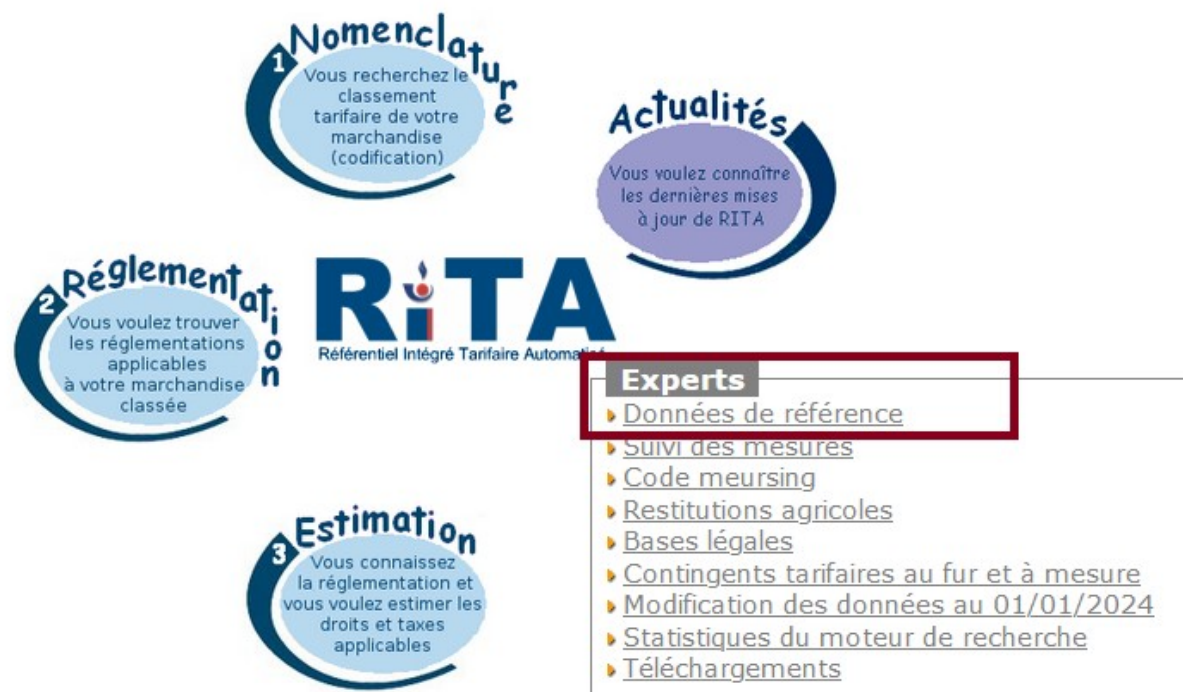 Nomenclature
1
Vous recherchez le
classement
tarifaire de votre
marchandise
(codification)
Actualités
Vous voulez connaître
les dernières mises
à jour de RITA
Réglementation
2
Vous voulez trouver
les réglementations
applicables
à votre marchandise
classée
RiTA
Référentiel Intégré Tarifaire Automatisé
Experts
Données de référence
Suivi des mesures
Code meursing
Restitutions agricoles
Bases légales
Contingents tarifaires au fur et à mesure
Modification des données au 01/01/2024
Statistiques du moteur de recherche
Téléchargements
Estimation
3
Vous connaissez
la réglementation et
vous voulez estimer les
droits et taxes
applicables